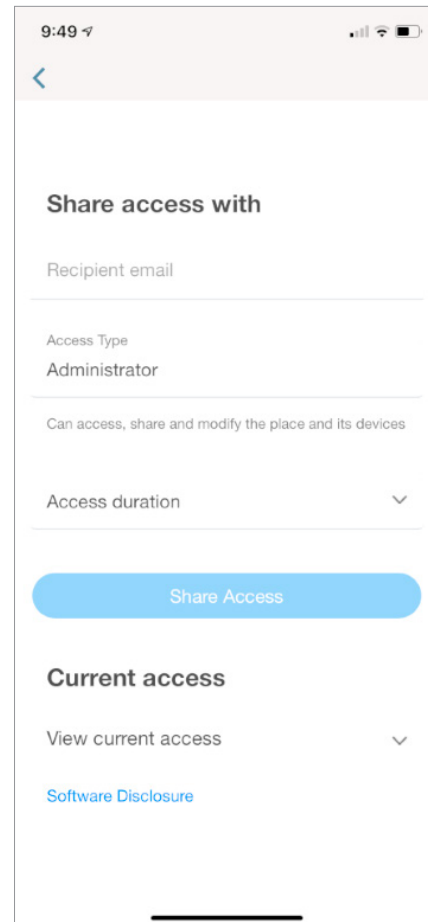 9:49
Share access with
Recipient email
Access Type
Administrator
Can access, share and modify the place and its devices
Access duration
Share Access
Current access
View current access
Software Disclosure